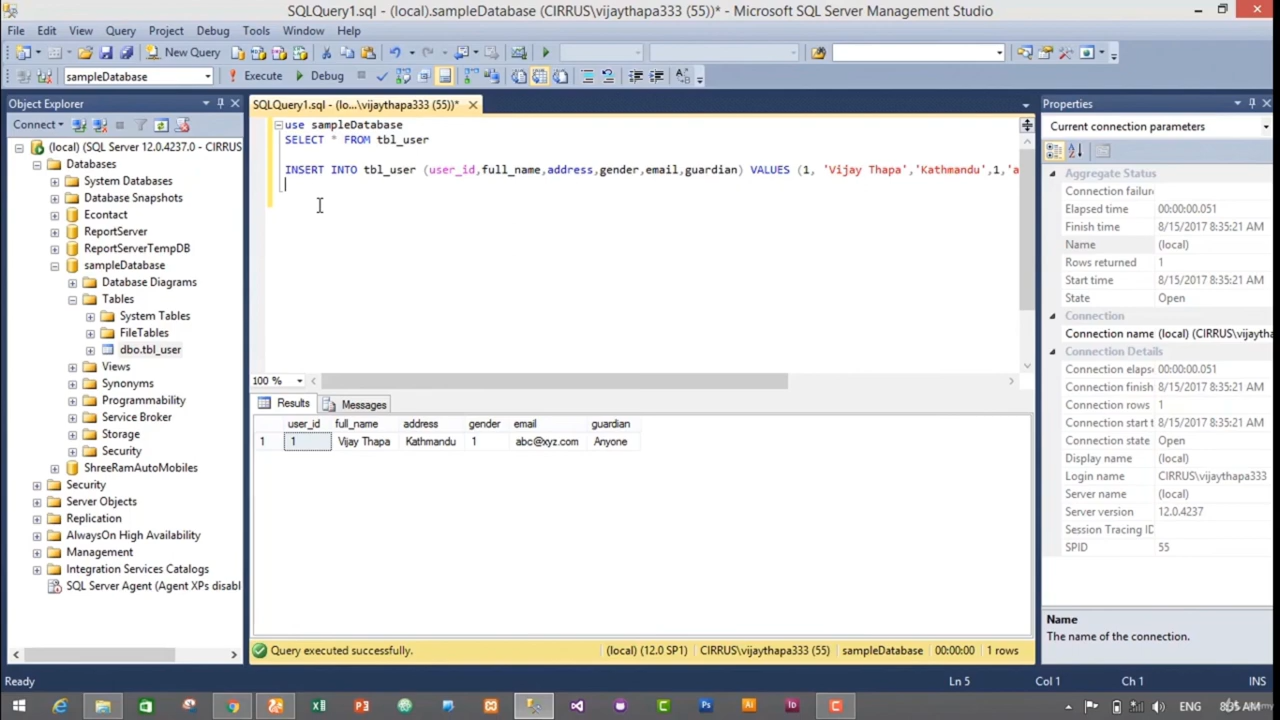 SQLQuery1.sql - (local).sampleDatabase (CIRRUS\vijaythapa333 (55))* - Microsoft SQL Server Management Studio
File Edit View Query Project Debug Tools Window Help
New Query
sampleDatabase Execute Debug
Object Explorer
Connect
(local) (SQL Server 12.0.4237.0 - CIRRUS
Databases
System Databases
Database Snapshots
Econtact
ReportServer
ReportServerTempDB
sampleDatabase
Database Diagrams
Tables
System Tables
FileTables
dbo.tbl_user
Views
Synonyms
Programmability
Service Broker
Storage
Security
ShreeRamAutoMobiles
Security
Server Objects
Replication
AlwaysOn High Availability
Management
Integration Services Catalogs
SQL Server Agent (Agent XPs disabl
SQLQuery1.sql - (lo...\vijaythapa333 (55))*
use sampleDatabase
SELECT * FROM tbl_user
INSERT INTO tbl_user (user_id,full_name,address,gender,email,guardian) VALUES (1, 'Vijay Thapa','Kathmandu',1,'a
100 %
Results Messages
user_id full_name address gender email guardian
1 1 Vijay Thapa Kathmandu 1 abc@xyz.com Anyone
Query executed successfully. (local) (12.0 SP1) CIRRUS\vijaythapa333 (55) sampleDatabase 00:00:00 1 rows
Properties
Current connection parameters
Aggregate Status
Connection failur
Elapsed time 00:00:00.051
Finish time 8/15/2017 8:35:21 AM
Name (local)
Rows returned 1
Start time 8/15/2017 8:35:21 AM
State Open
Connection
Connection name (local) (CIRRUS\vijaytha
Connection Details
Connection elaps 00:00:00.051
Connection finish 8/15/2017 8:35:21 AM
Connection rows 1
Connection start t 8/15/2017 8:35:21 AM
Connection state Open
Display name (local)
Login name CIRRUS\vijaythapa333
Server name (local)
Server version 12.0.4237
Session Tracing ID
SPID 55
Name
The name of the connection.
Ready Ln 5 Col 1 Ch 1 INS
ENG 8:35 AM